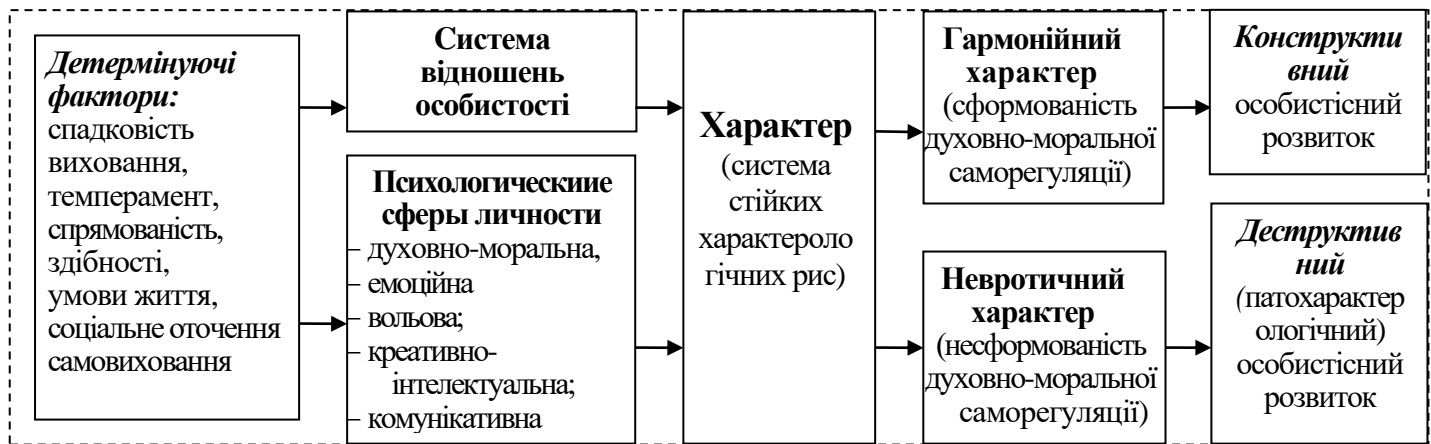 Детермінуючі
фактори:
спадковість
виховання,
темперамент,
спрямованість,
здібності,
умови життя,
соціальне оточення
самовиховання
Система
відношень
особистості
Психологическиие
сферы личности
– духовно-моральна,
– емоційна
– вольова;
– креативно-
інтелектуальна;
– комунікативна
Характер
(система
стійких
характероло
гічних рис)
Гармонійний
характер
(сформованість
духовно-моральної
саморегуляції)
Невротичний
характер
(несформованість
духовно-моральної
саморегуляції)
Конструкти
вний
особистісний
розвиток
Деструктив
ний
(патохарактер
ологічний)
особистісний
розвиток